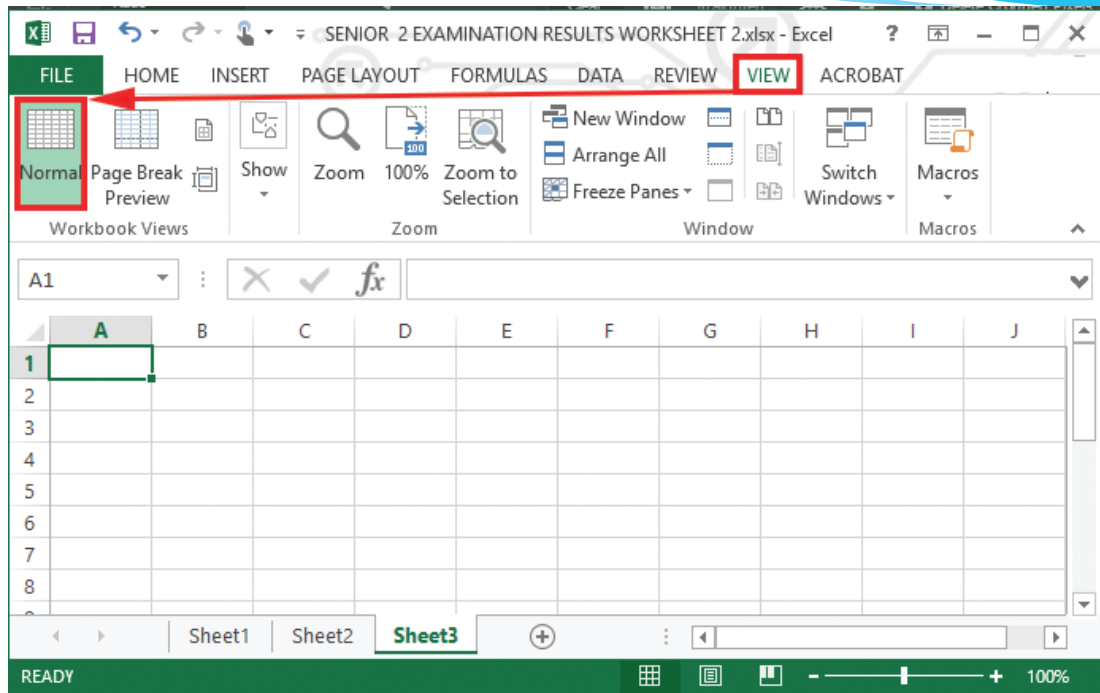 SENIOR 2 EXAMINATION RESULTS WORKSHEET 2.xlsx - Excel ?
FILE HOME INSERT PAGE LAYOUT FORMULAS DATA REVIEW VIEW ACROBAT
Normal Page Break Preview Show Zoom 100 100% Zoom to Selection New Window Arrange All Freeze Panes Switch Windows Macros
Workbook Views Zoom Window Macros
A1 fx
A B C D E F G H I J
1
2
3
4
5
6
7
8
Sheet1 Sheet2 Sheet3
READY 100%